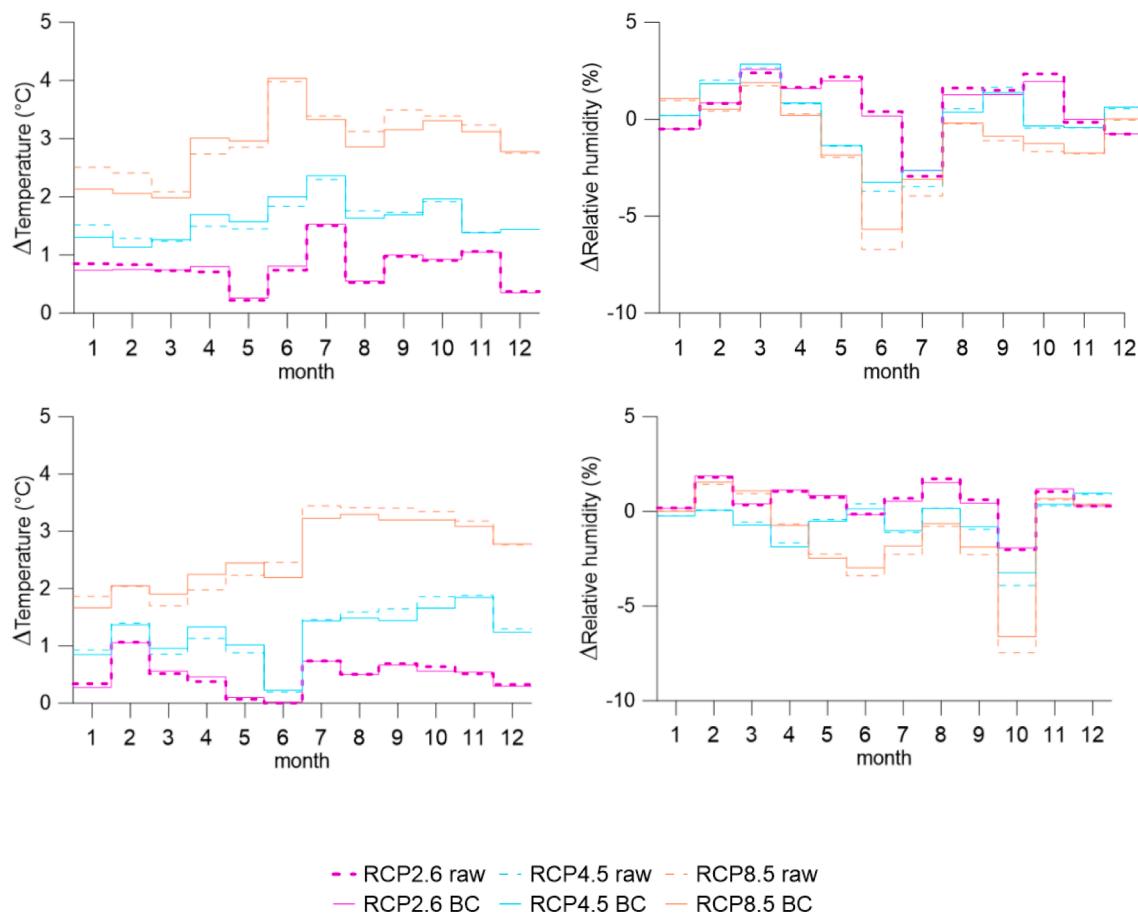 ΔTemperature (°C)
5
4
3
2
1
0
1 2 3 4 5 6 7 8 9 10 11 12
month
ΔRelative humidity (%)
5
0
-5
-10
1 2 3 4 5 6 7 8 9 10 11 12
month
ΔTemperature (°C)
5
4
3
2
1
0
1 2 3 4 5 6 7 8 9 10 11 12
month
ΔRelative humidity (%)
5
0
-5
-10
1 2 3 4 5 6 7 8 9 10 11 12
month
RCP2.6 raw RCP4.5 raw RCP8.5 raw
RCP2.6 BC RCP4.5 BC RCP8.5 BC